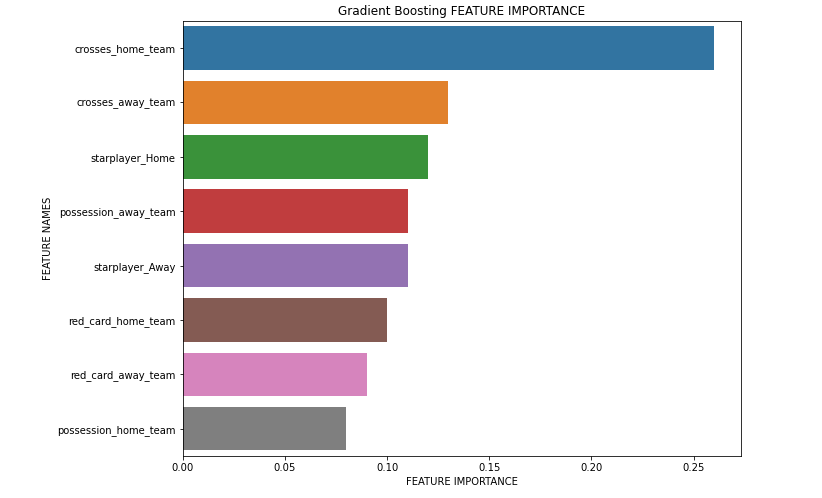 Gradient Boosting FEATURE IMPORTANCE
FEATURE NAMES
crosses_home_team
crosses_away_team
starplayer_Home
possession_away_team
starplayer_Away
red_card_home_team
red_card_away_team
possession_home_team
0.00 0.05 0.10 0.15 0.20 0.25
FEATURE IMPORTANCE